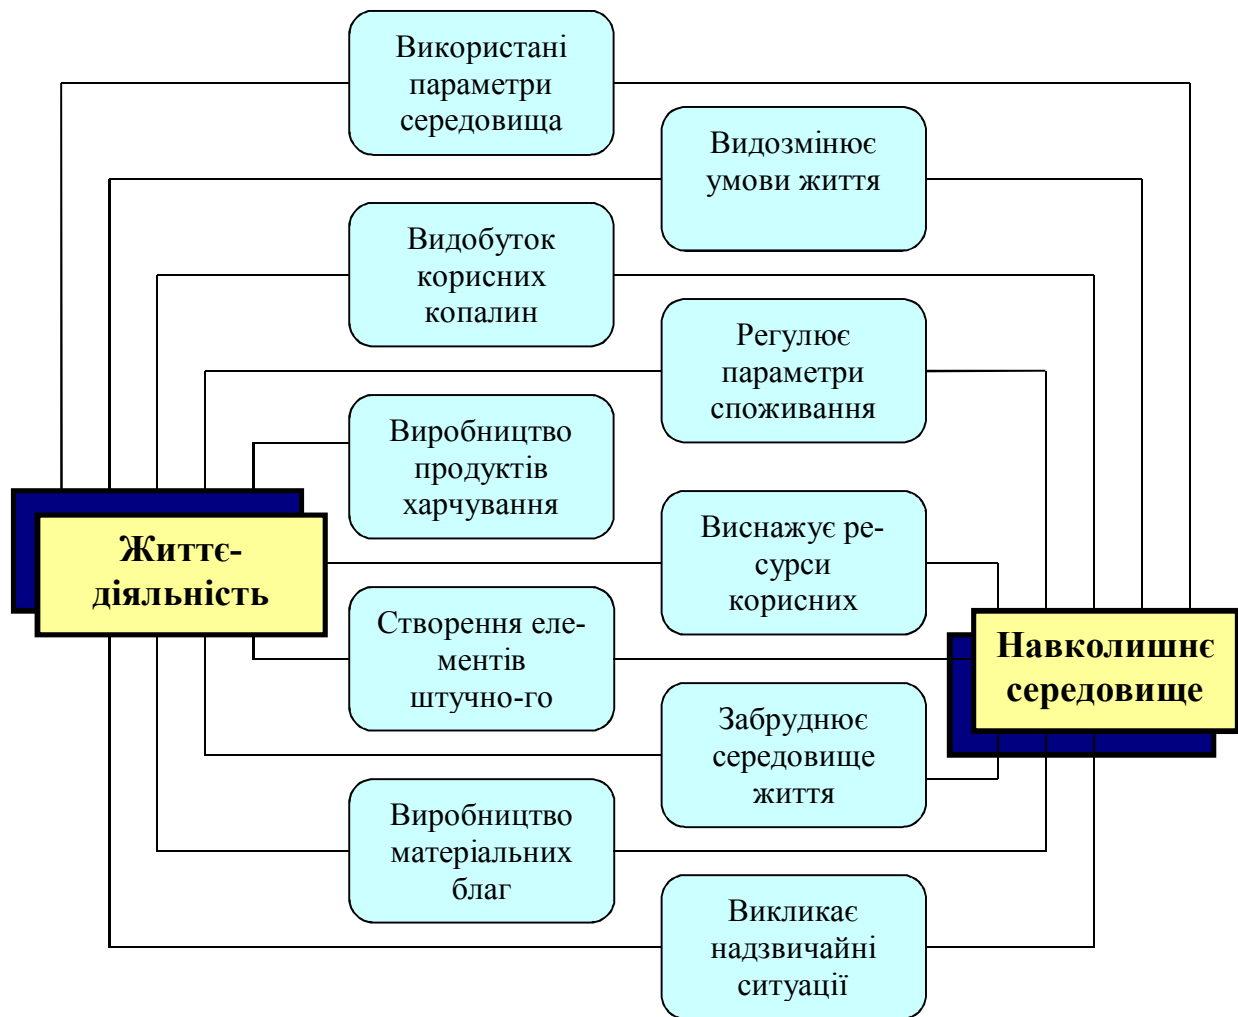 Використані
параметри
середовища
Видозмінює
умови життя
Видобуток
корисних
копалин
Регулює
параметри
споживання
Виробництво
продуктів
харчування
Виснажує ре-
сурси
корисних
Життє-
діяльність
Створення еле-
ментів
штучно-го
Навколишнє
середовище
Забруднює
середовище
життя
Виробництво
матеріальних
благ
Викликає
надзвичайні
ситуації